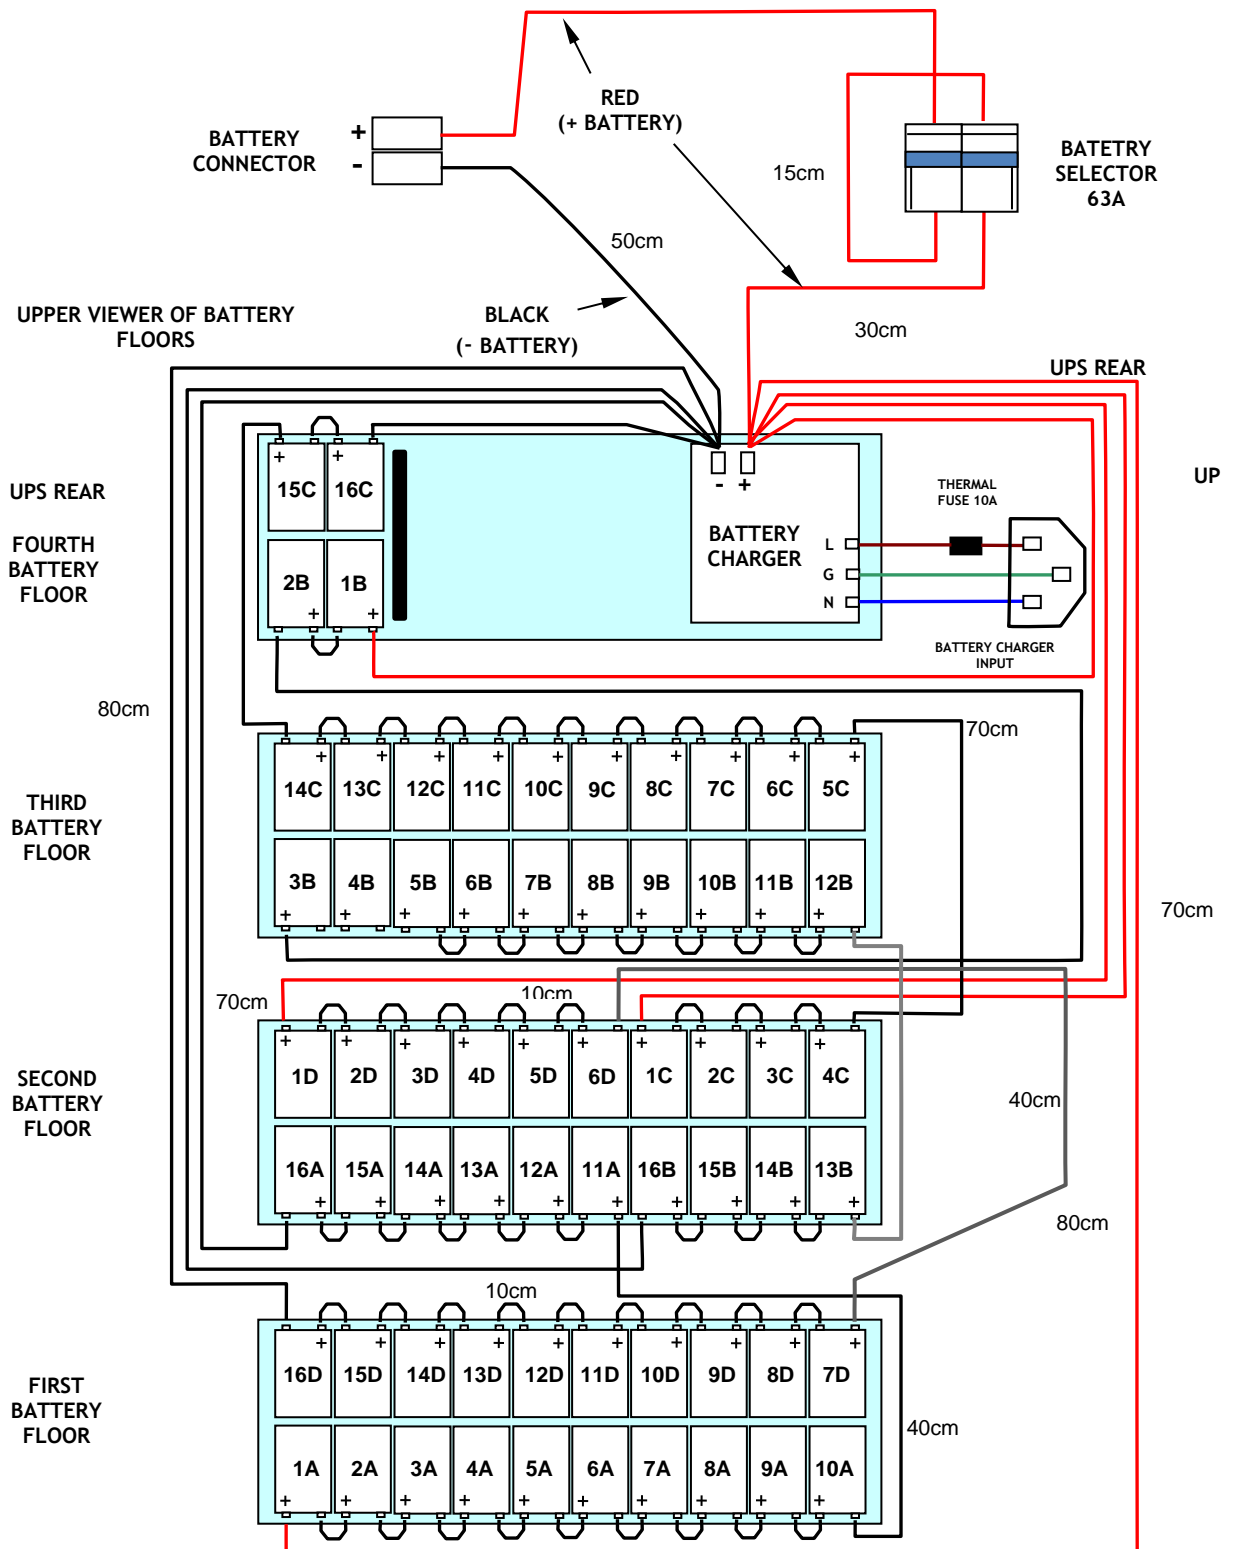 RED
(+ BATTERY)
BATTERY
CONNECTOR
+
-
15cm
BATETRY
SELECTOR
63A
50cm
UPPER VIEWER OF BATTERY
FLOORS
BLACK
(- BATTERY)
30cm
UPS REAR
UPS REAR
FOURTH
BATTERY
FLOOR
+ +
15C 16C
2B 1B
+ +
- +
BATTERY
CHARGER
L
G
N
THERMAL
FUSE 10A
UP
BATTERY CHARGER
INPUT
80cm
70cm
THIRD
BATTERY
FLOOR
+ + + + + + + + + +
14C 13C 12C 11C 10C 9C 8C 7C 6C 5C
3B 4B 5B 6B 7B 8B 9B 10B 11B 12B
+ + + + + + + + + +
70cm
70cm
10cm
SECOND
BATTERY
FLOOR
+ + + + + + + + + +
1D 2D 3D 4D 5D 6D 1C 2C 3C 4C
16A 15A 14A 13A 12A 11A 16B 15B 14B 13B
+ + + + + + + + + +
40cm
80cm
10cm
FIRST
BATTERY
FLOOR
+ + + + + + + + + +
16D 15D 14D 13D 12D 11D 10D 9D 8D 7D
1A 2A 3A 4A 5A 6A 7A 8A 9A 10A
+ + + + + + + + + +
40cm